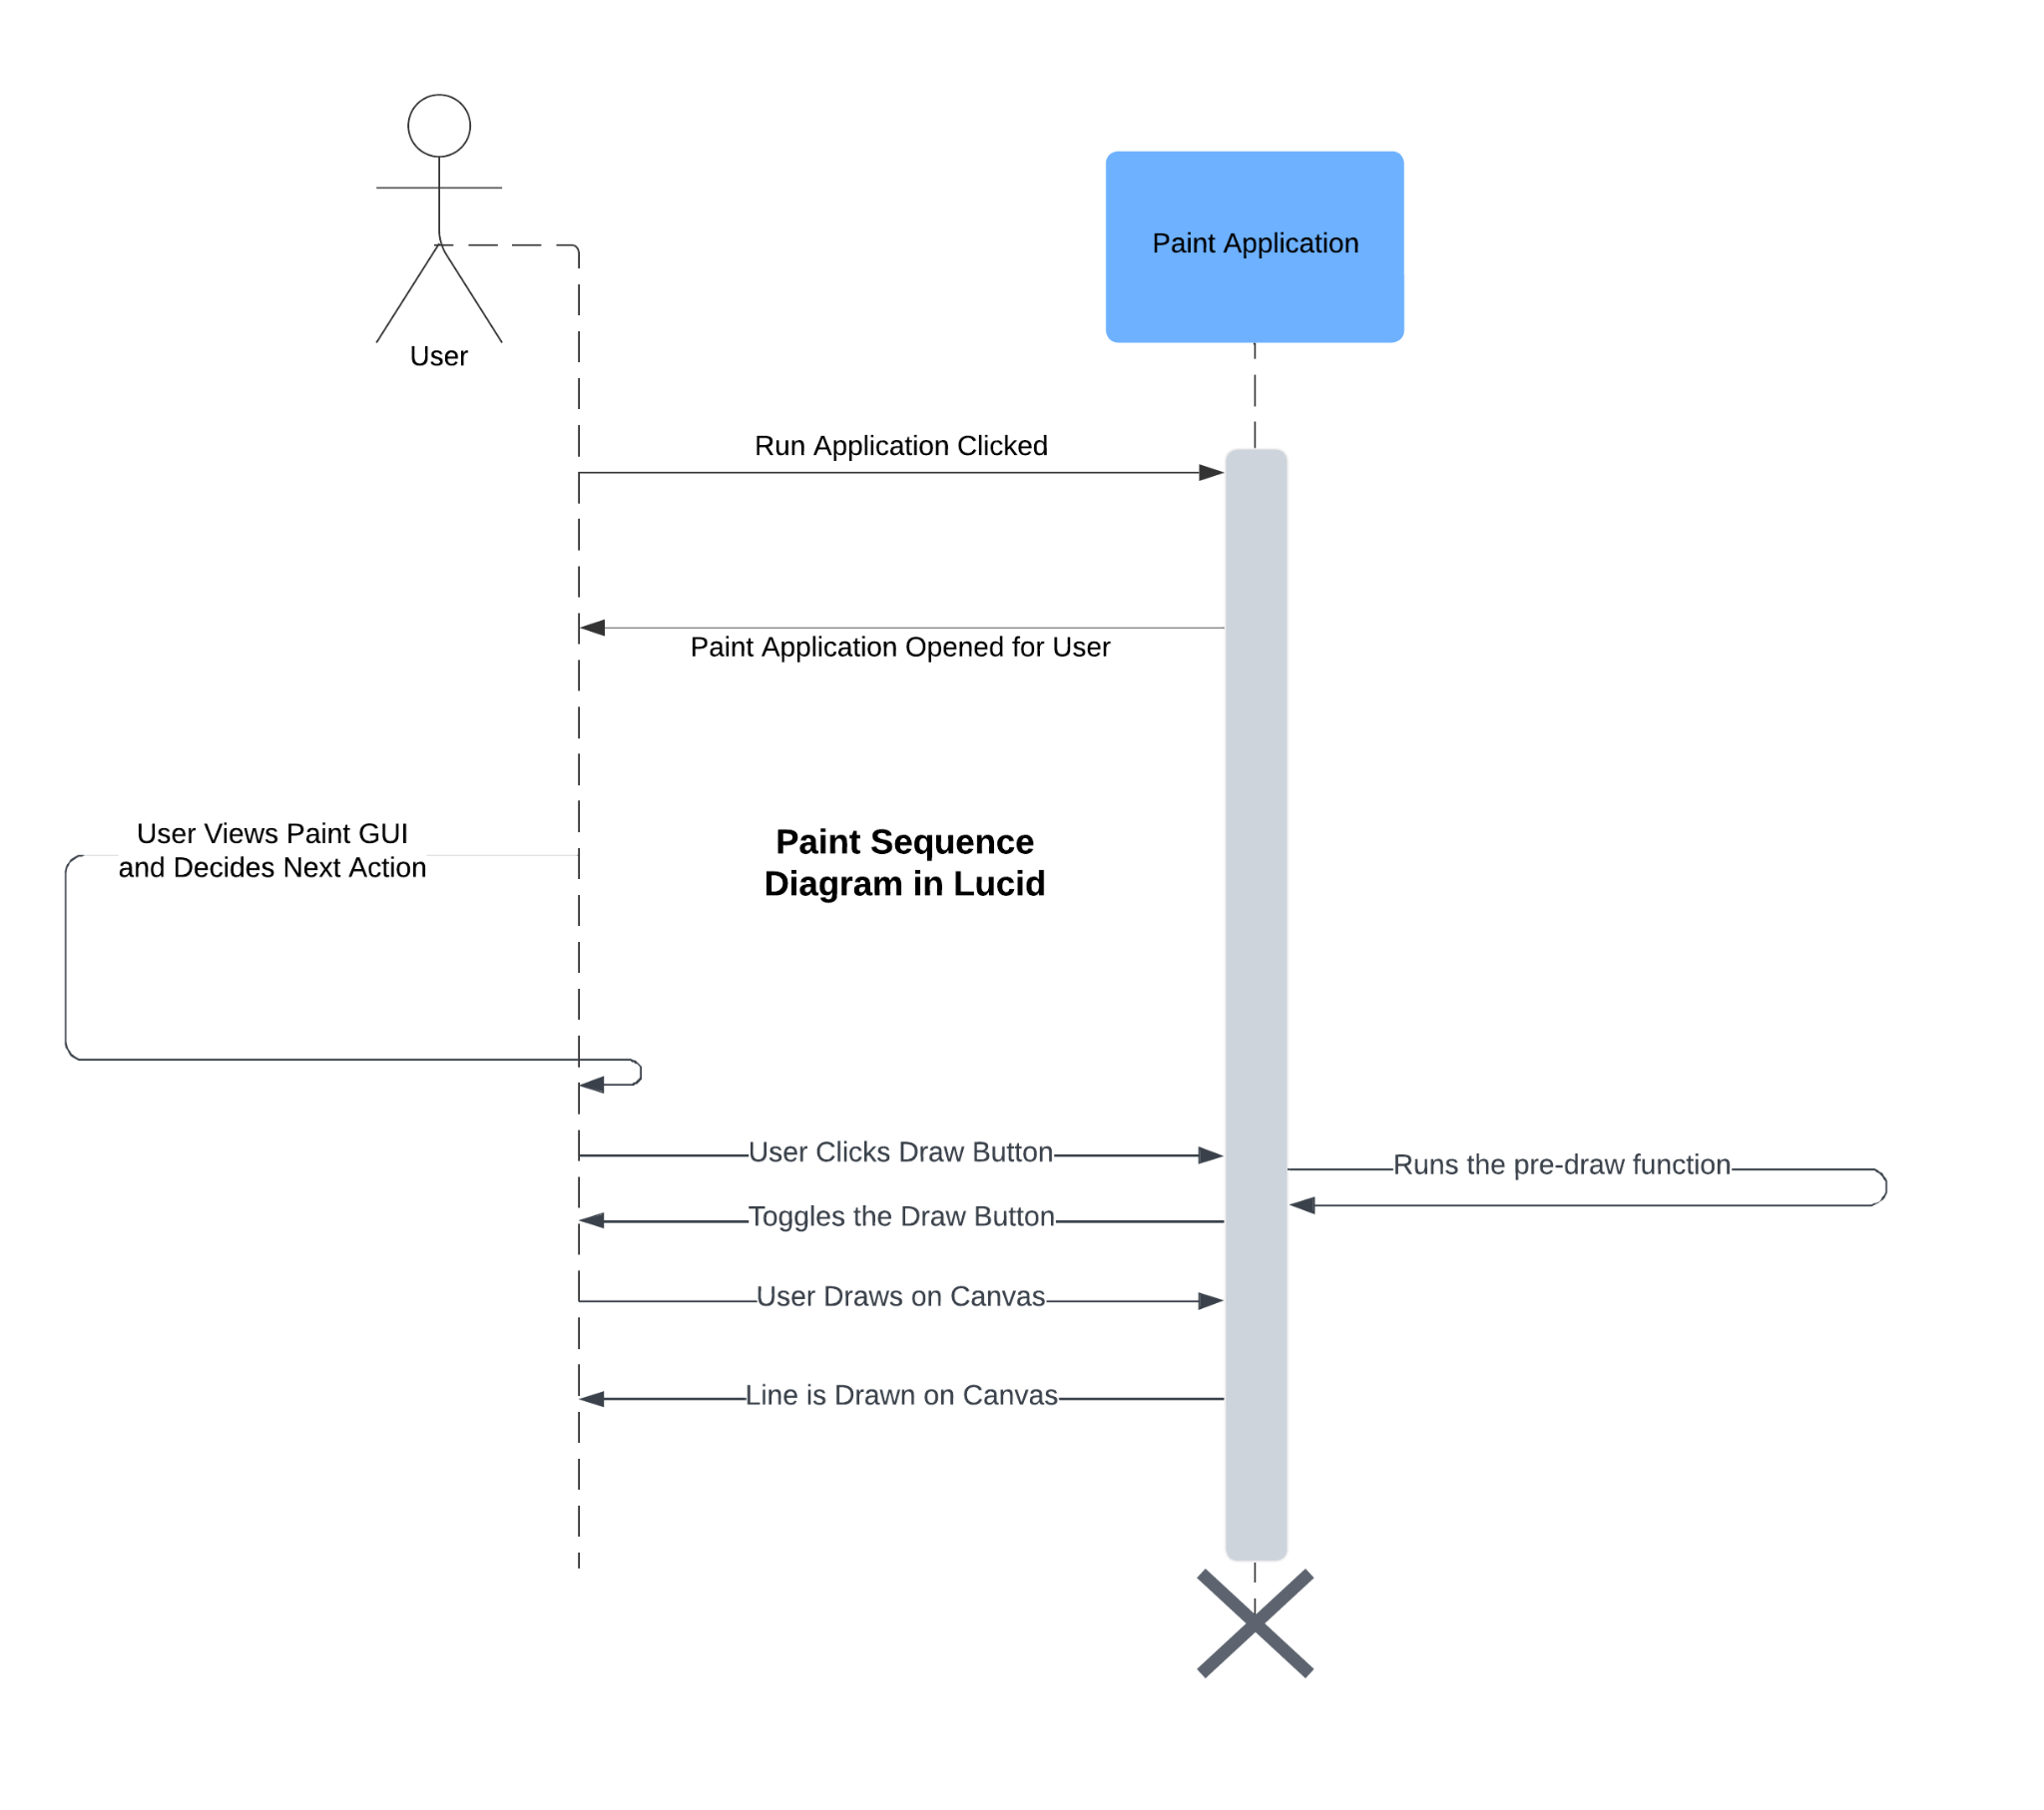 User
Paint Application
Run Application Clicked
Paint Application Opened for User
User Views Paint GUI
and Decides Next Action
Paint Sequence
Diagram in Lucid
User Clicks Draw Button
Runs the pre-draw function
Toggles the Draw Button
User Draws on Canvas
Line is Drawn on Canvas